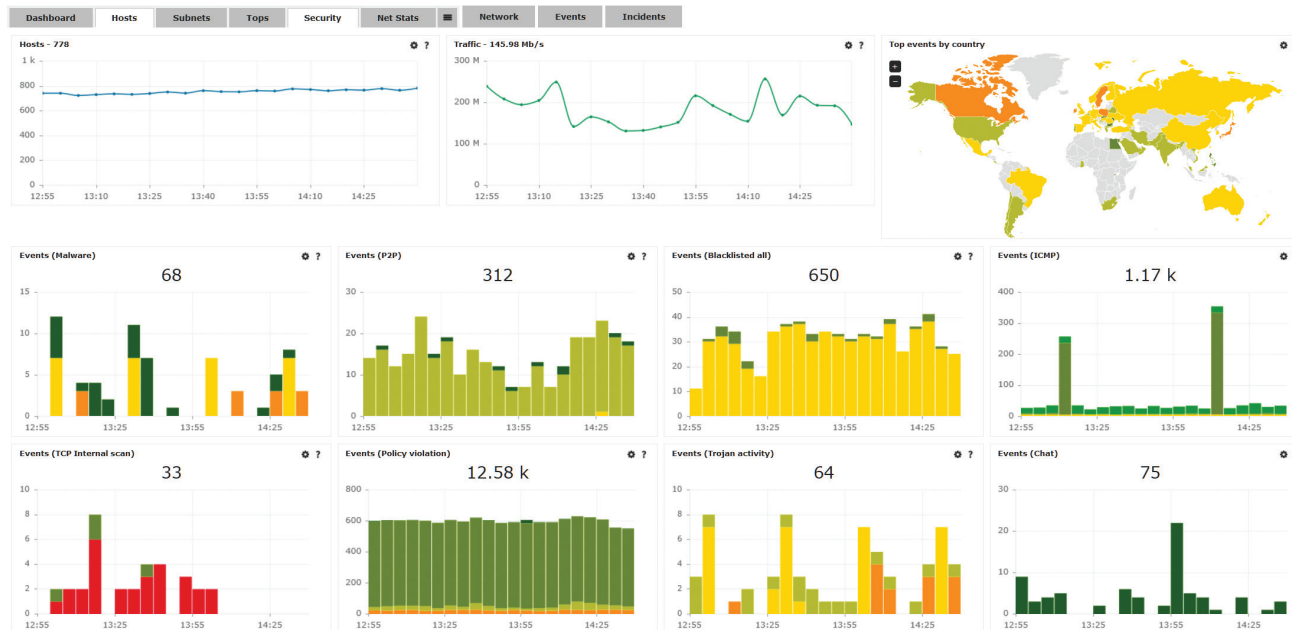 Dashboard Hosts Subnets Tops Security Net Stats Network Events Incidents
Hosts - 778 ?
1 k
800
600
400
200
0
12:55 13:10 13:25 13:40 13:55 14:10 14:25
Traffic - 145.98 Mb/s ?
300 M
200 M
100 M
0
12:55 13:10 13:25 13:40 13:55 14:10 14:25
Top events by country
+
−
Events (Malware) ?
68
15
10
5
0
12:55 13:25 13:55 14:25
Events (P2P) ?
312
30
20
10
0
12:55 13:25 13:55 14:25
Events (Blacklisted all) ?
650
50
40
30
20
10
0
12:55 13:25 13:55 14:25
Events (ICMP)
1.17 k
400
300
200
100
0
12:55 13:25 13:55 14:25
Events (TCP Internal scan) ?
33
10
8
6
4
2
0
12:55 13:25 13:55 14:25
Events (Policy violation) ?
12.58 k
800
600
400
200
0
12:55 13:25 13:55 14:25
Events (Trojan activity) ?
64
10
8
6
4
2
0
12:55 13:25 13:55 14:25
Events (Chat)
75
30
20
10
0
12:55 13:25 13:55 14:25